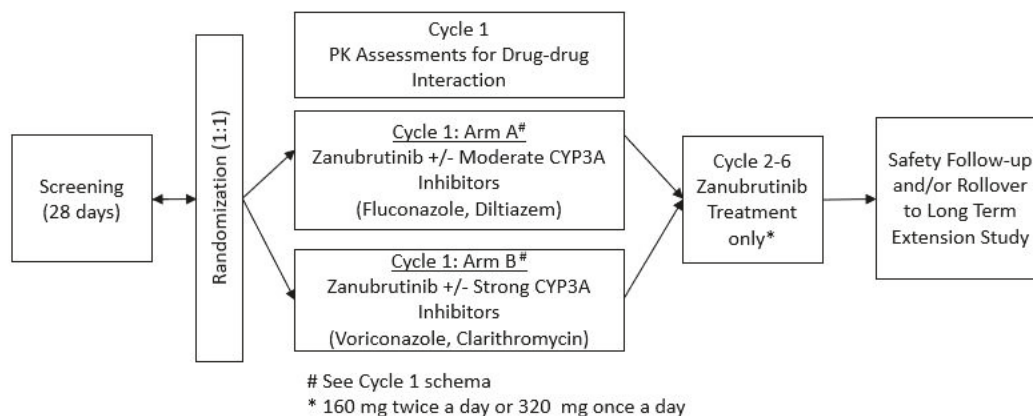 Screening
(28 days)
Randomization (1:1)
Cycle 1
PK Assessments for Drug-drug
Interaction
Cycle 1: Arm A#
Zanubrutinib +/- Moderate CYP3A
Inhibitors
(Fluconazole, Diltiazem)
Cycle 1: Arm B#
Zanubrutinib +/- Strong CYP3A
Inhibitors
(Voriconazole, Clarithromycin)
Cycle 2-6
Zanubrutinib
Treatment
only*
Safety Follow-up
and/or Rollover
to Long Term
Extension Study
# See Cycle 1 schema
* 160 mg twice a day or 320 mg once a day